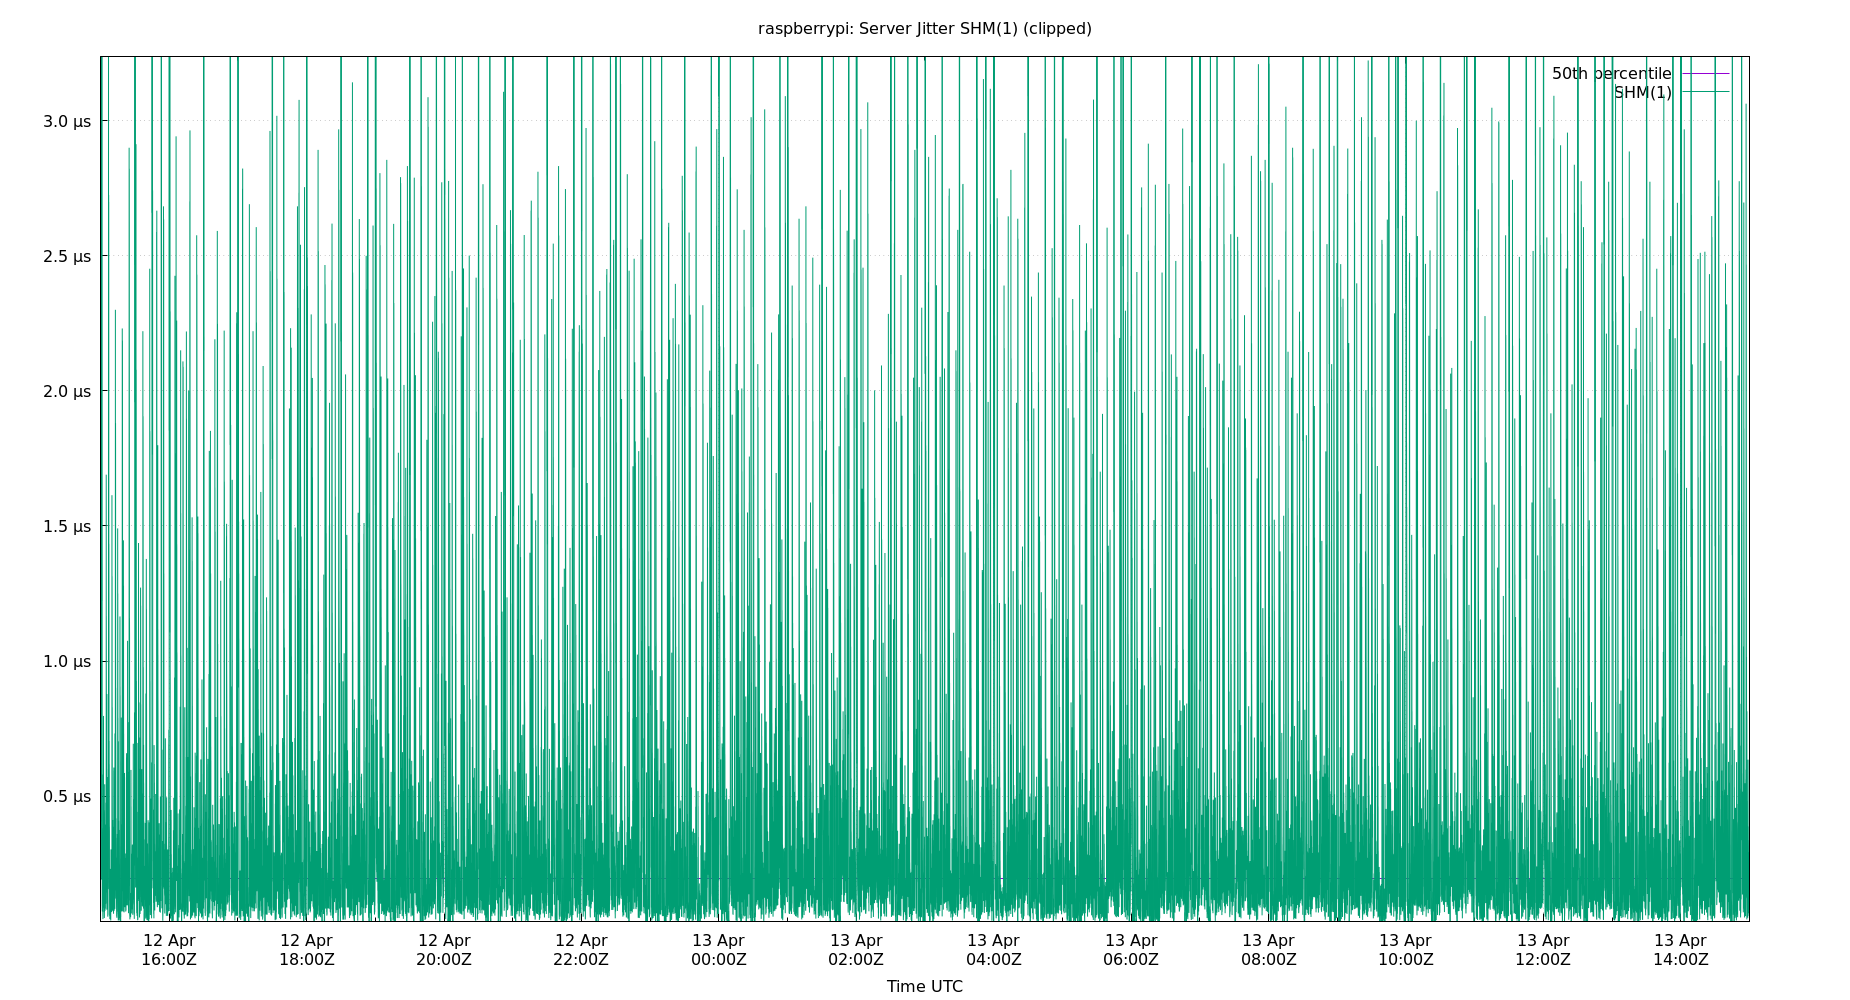 raspberrypi: Server Jitter SHM(1) (clipped)
50th percentile
SHM(1)
3.0 μs
2.5 μs
2.0 μs
1.5 μs
1.0 μs
0.5 μs
12 Apr 12 Apr 12 Apr 12 Apr 13 Apr 13 Apr 13 Apr 13 Apr 13 Apr 13 Apr 13 Apr 13 Apr
16:00Z 18:00Z 20:00Z 22:00Z 00:00Z 02:00Z 04:00Z 06:00Z 08:00Z 10:00Z 12:00Z 14:00Z
Time UTC